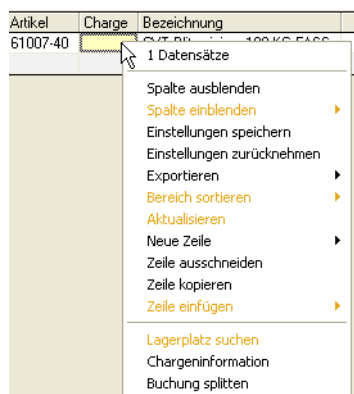 Artikel Charge Bezeichnung
61007-40
1 Datensätze
Spalte ausblenden
Spalte einblenden
Einstellungen speichern
Einstellungen zurücknehmen
Exportieren
Bereich sortieren
Aktualisieren
Neue Zeile
Zeile ausschneiden
Zeile kopieren
Zeile einfügen
Lagerplatz suchen
Chargeninformation
Buchung splitten